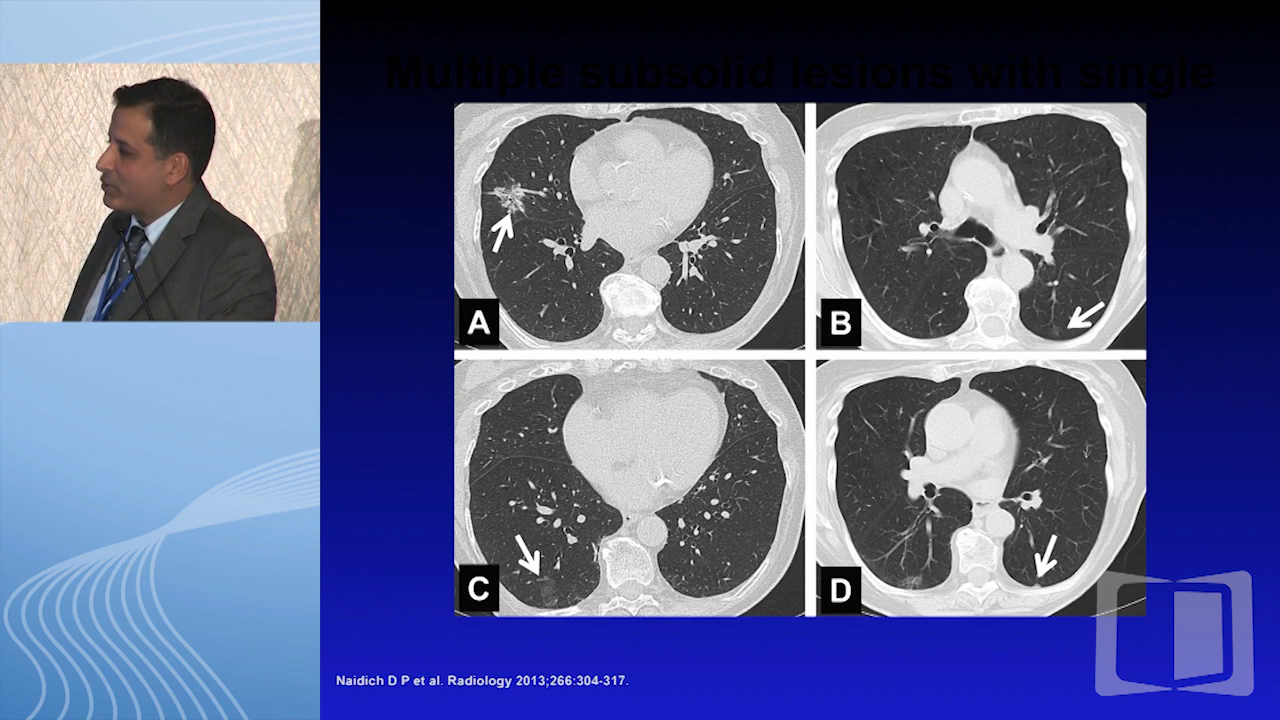 Multiple subsolid lesions with single
A
B
C
D
Naidich D P et al. Radiology 2013;266:304-317.